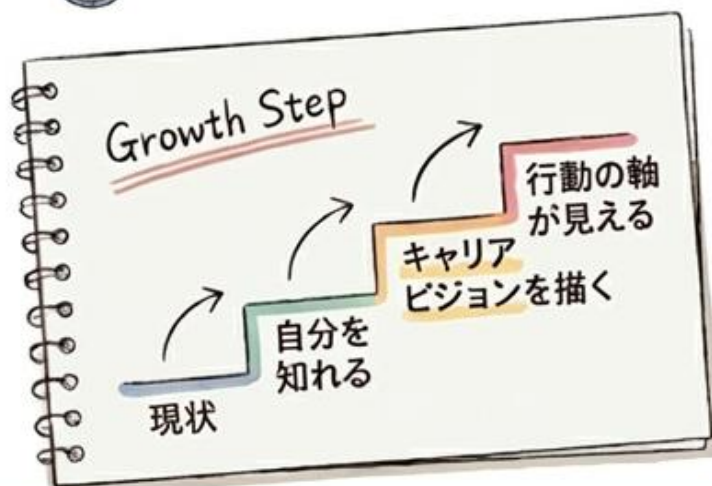 Growth Step
現状
自分を
知れる
キャリア
ビジョンを描く
行動の軸
が見える